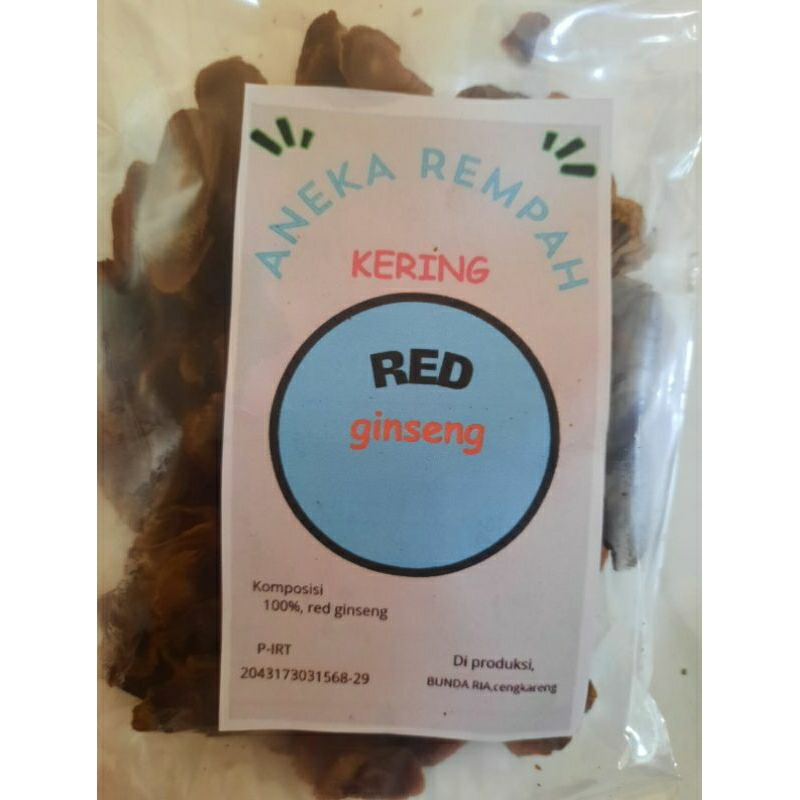 ANEKA REMPAH
KERING
RED
ginseng
Komposisi
100%, red ginseng
P-IRT
2043173031568-29
Di produksi,
BUNDA RIA,cengkareng